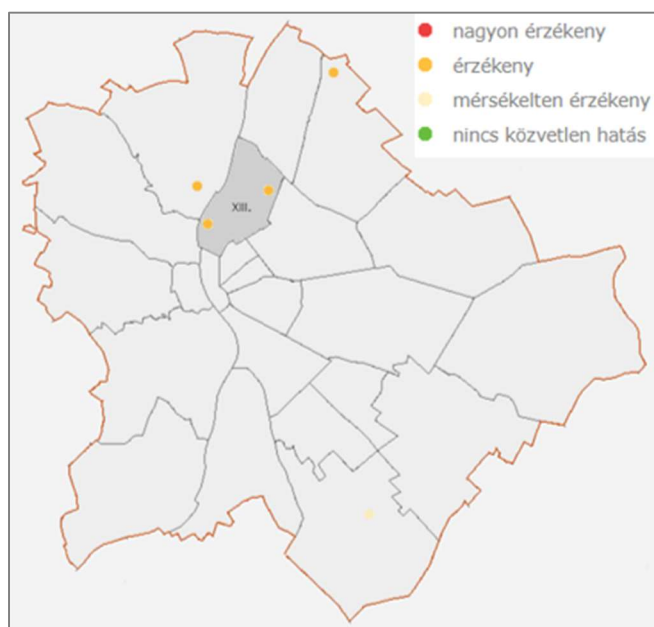 nagyon érzékeny
érzékeny
mérsékelten érzékeny
nincs közvetlen hatás
XIII.